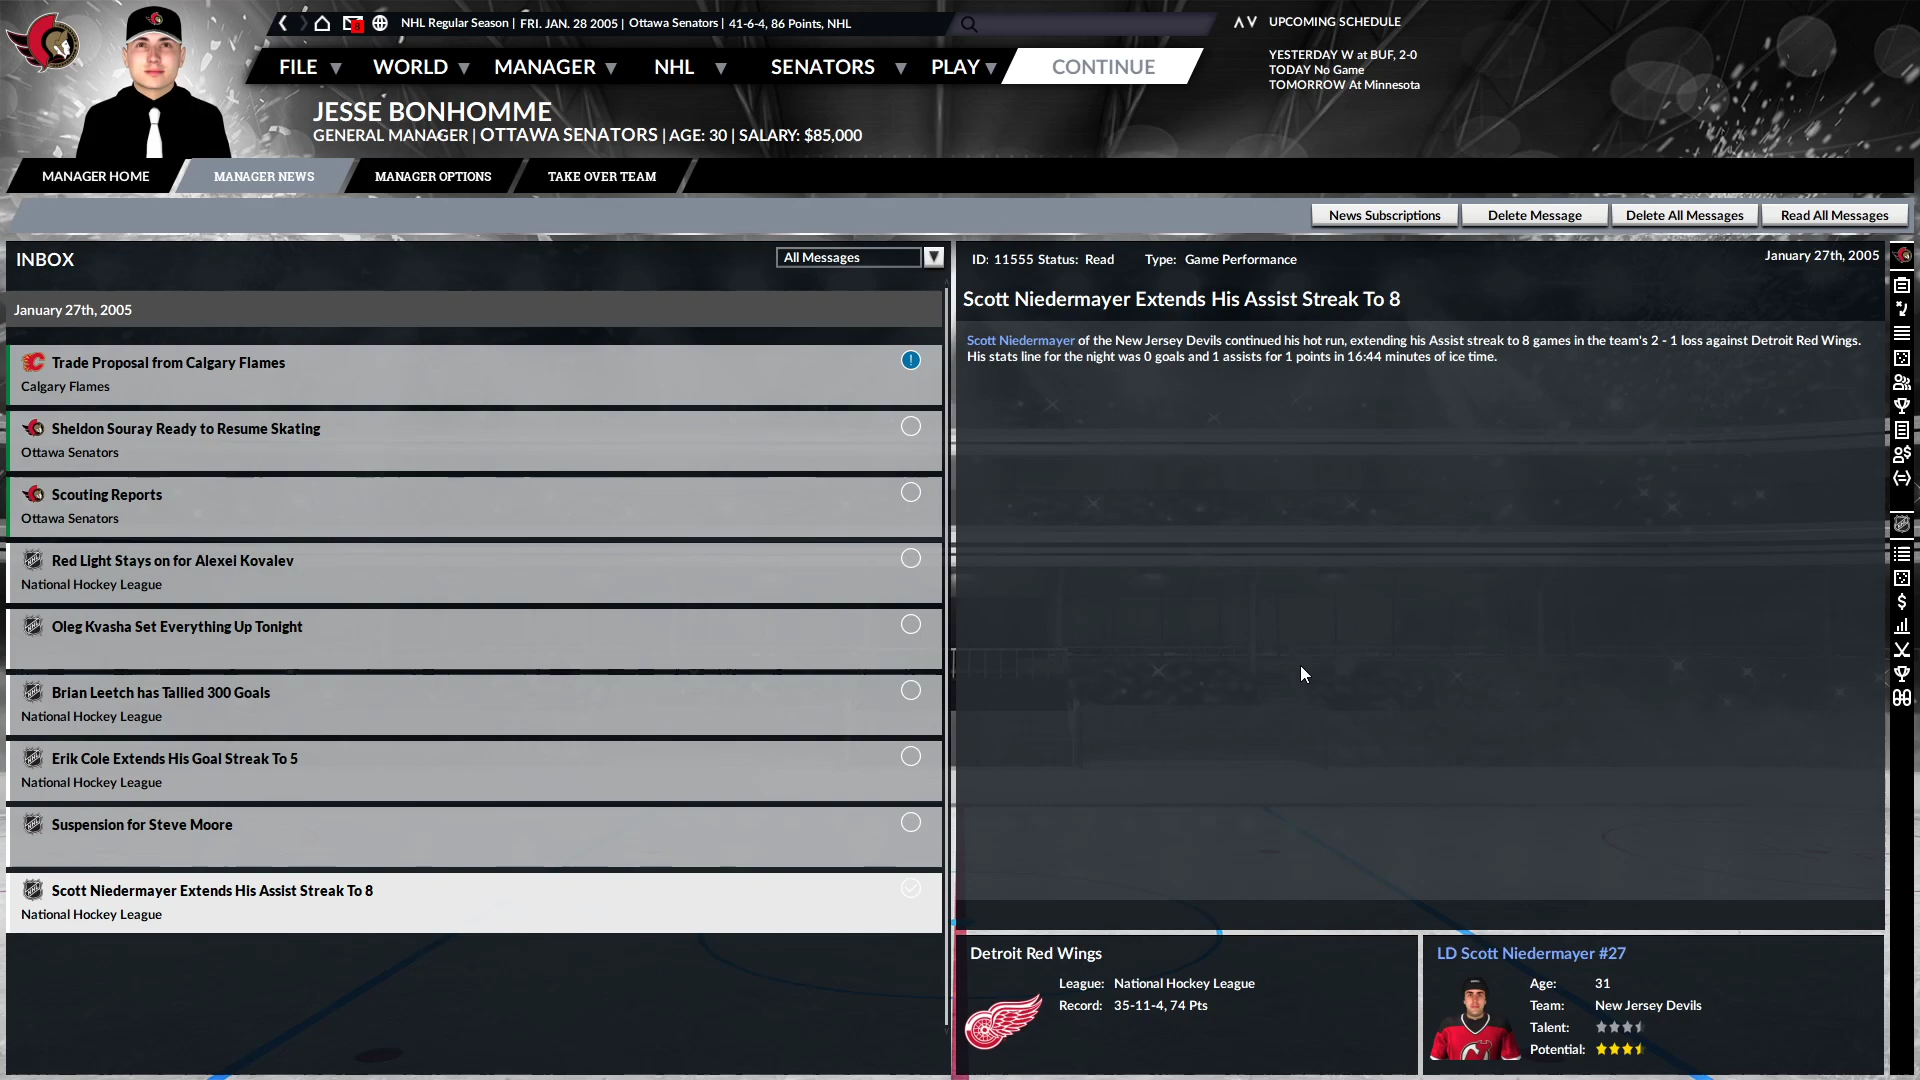 NHL Regular Season | FRI. JAN. 28 2005 | Ottawa Senators | 41-6-4, 86 Points, NHL
UPCOMING SCHEDULE
YESTERDAY W at BUF, 2-0
TODAY No Game
TOMORROW At Minnesota
FILE WORLD MANAGER NHL SENATORS PLAY CONTINUE
JESSE BONHOMME
GENERAL MANAGER | OTTAWA SENATORS | AGE: 30 | SALARY: $85,000
MANAGER HOME MANAGER NEWS MANAGER OPTIONS TAKE OVER TEAM
News Subscriptions Delete Message Delete All Messages Read All Messages
INBOX
All Messages
January 27th, 2005
Trade Proposal from Calgary Flames
Calgary Flames
Sheldon Souray Ready to Resume Skating
Ottawa Senators
Scouting Reports
Ottawa Senators
Red Light Stays on for Alexei Kovalev
National Hockey League
Oleg Kvasha Set Everything Up Tonight
Brian Leetch has Tallied 300 Goals
National Hockey League
Erik Cole Extends His Goal Streak To 5
National Hockey League
Suspension for Steve Moore
Scott Niedermayer Extends His Assist Streak To 8
National Hockey League
ID: 11555 Status: Read Type: Game Performance
January 27th, 2005
Scott Niedermayer Extends His Assist Streak To 8
Scott Niedermayer of the New Jersey Devils continued his hot run, extending his Assist streak to 8 games in the team's 2 - 1 loss against Detroit Red Wings.
His stats line for the night was 0 goals and 1 assists for 1 points in 16:44 minutes of ice time.
Detroit Red Wings
League: National Hockey League
Record: 35-11-4, 74 Pts
LD Scott Niedermayer #27
Age: 31
Team: New Jersey Devils
Talent:
Potential: